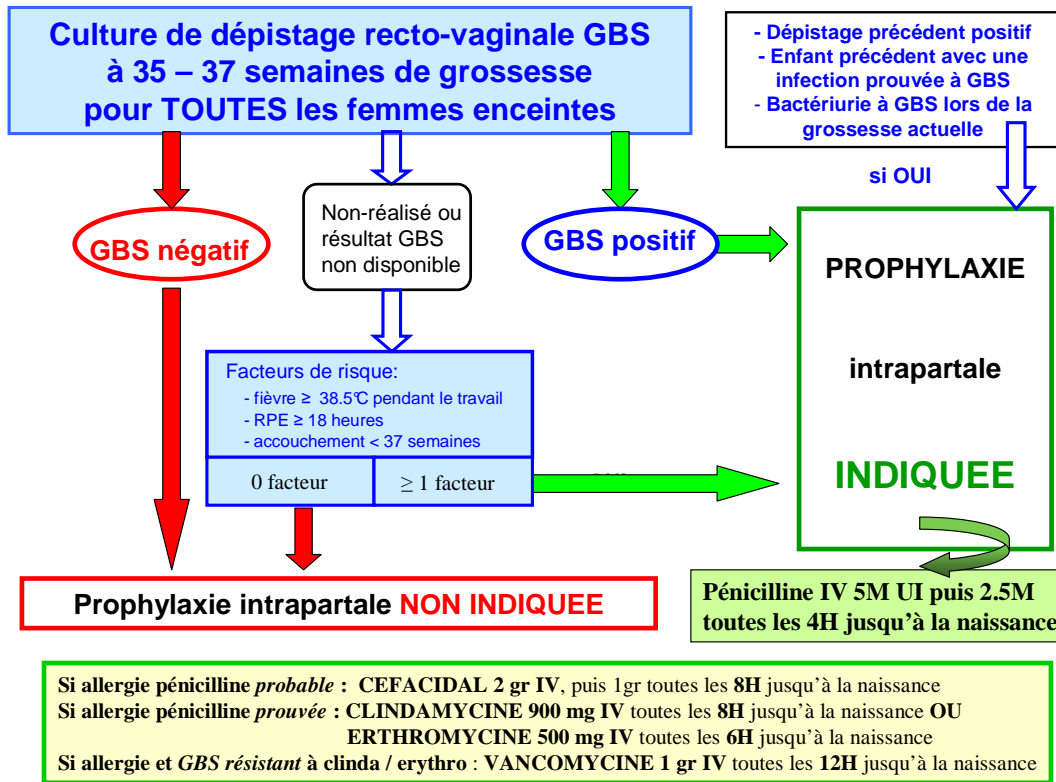 Culture de dépistage recto-vaginale GBS
à 35 – 37 semaines de grossesse
pour TOUTES les femmes enceintes
- Dépistage précédent positif
- Enfant précédent avec une
infection prouvée à GBS
- Bactériurie à GBS lors de la
grossesse actuelle
si OUI
GBS négatif
Non-réalisé ou
résultat GBS
non disponible
GBS positif
PROPHYLAXIE
intrapartale
INDIQUEE
Facteurs de risque:
- fièvre ≥ 38.5℃ pendant le travail
- RPE ≥ 18 heures
- accouchement < 37 semaines
0 facteur
≥ 1 facteur
Prophylaxie intrapartale NON INDIQUEE
Pénicilline IV 5M UI puis 2.5M
toutes les 4H jusqu'à la naissance
Si allergie pénicilline probable : CEFACIDAL 2 gr IV, puis 1gr toutes les 8H jusqu'à la naissance
Si allergie pénicilline prouvée : CLINDAMYCINE 900 mg IV toutes les 8H jusqu'à la naissance OU
ERTHROMYCINE 500 mg IV toutes les 6H jusqu'à la naissance
Si allergie et GBS résistant à clinda / erythro : VANCOMYCINE 1 gr IV toutes les 12H jusqu'à la naissance